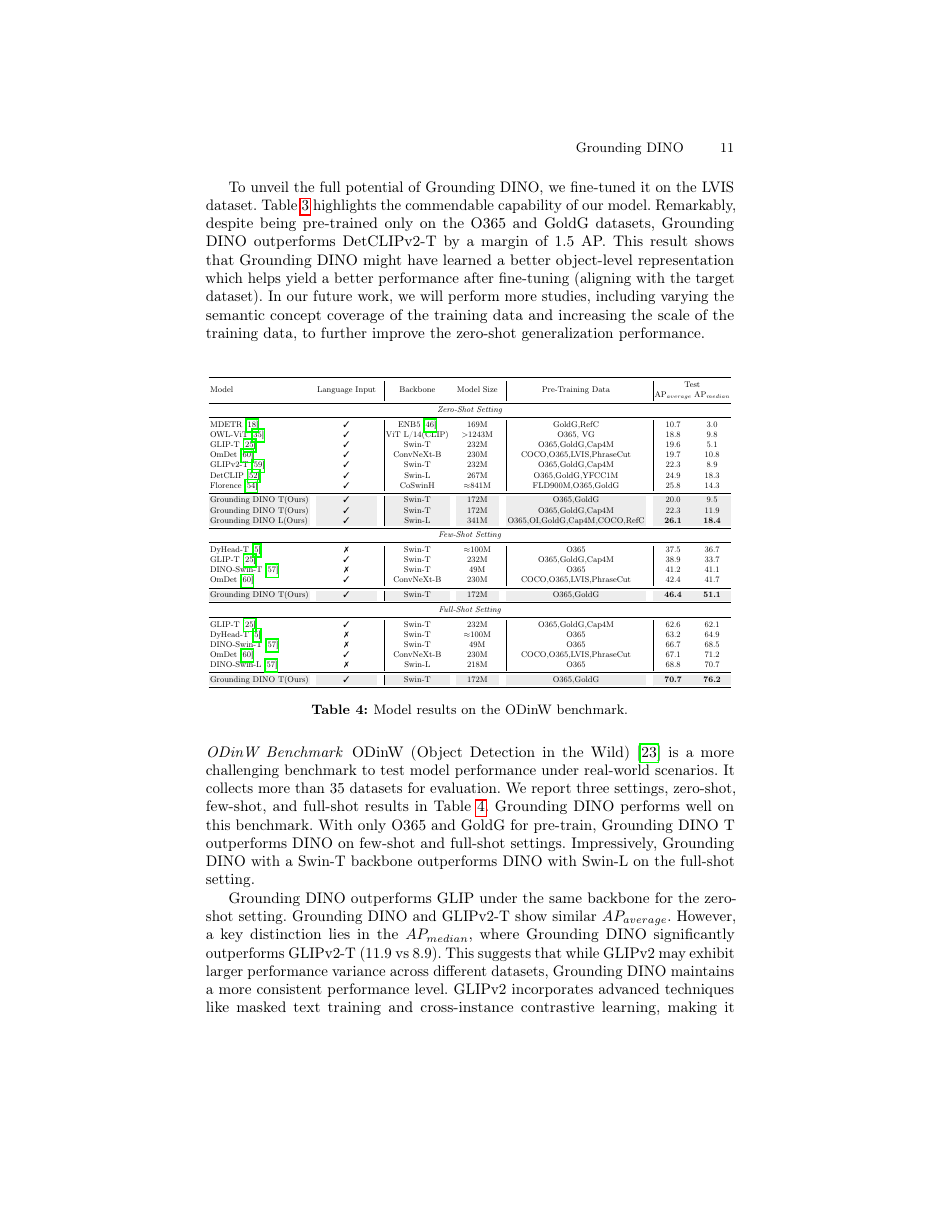 Grounding DINO 11
To unveil the full potential of Grounding DINO, we fine-tuned it on the LVIS
dataset. Table 3 highlights the commendable capability of our model. Remarkably,
despite being pre-trained only on the O365 and GoldG datasets, Grounding
DINO outperforms DetCLIPv2-T by a margin of 1.5 AP. This result shows
that Grounding DINO might have learned a better object-level representation
which helps yield a better performance after fine-tuning (aligning with the target
dataset). In our future work, we will perform more studies, including varying the
semantic concept coverage of the training data and increasing the scale of the
training data, to further improve the zero-shot generalization performance.
Test
Model Language Input Backbone Model Size Pre-Training Data
APaverage APmedian
Zero-Shot Setting
MDETR [18] ✓ ENB5 [46] 169M GoldG,RefC 10.7 3.0
OWL-ViT [35] ✓ ViT L/14(CLIP) >1243M O365, VG 18.8 9.8
GLIP-T [25] ✓ Swin-T 232M O365,GoldG,Cap4M 19.6 5.1
OmDet [60] ✓ ConvNeXt-B 230M COCO,O365,LVIS,PhraseCut 19.7 10.8
GLIPv2-T [59] ✓ Swin-T 232M O365,GoldG,Cap4M 22.3 8.9
DetCLIP [52] ✓ Swin-L 267M O365,GoldG,YFCC1M 24.9 18.3
Florence [54] ✓ CoSwinH ≈841M FLD900M,O365,GoldG 25.8 14.3
Grounding DINO T(Ours) ✓ Swin-T 172M O365,GoldG 20.0 9.5
Grounding DINO T(Ours) ✓ Swin-T 172M O365,GoldG,Cap4M 22.3 11.9
Grounding DINO L(Ours) ✓ Swin-L 341M O365,OI,GoldG,Cap4M,COCO,RefC 26.1 18.4
Few-Shot Setting
DyHead-T [5] ✗ Swin-T ≈100M O365 37.5 36.7
GLIP-T [25] ✓ Swin-T 232M O365,GoldG,Cap4M 38.9 33.7
DINO-Swin-T [57] ✗ Swin-T 49M O365 41.2 41.1
OmDet [60] ✓ ConvNeXt-B 230M COCO,O365,LVIS,PhraseCut 42.4 41.7
Grounding DINO T(Ours) ✓ Swin-T 172M O365,GoldG 46.4 51.1
Full-Shot Setting
GLIP-T [25] ✓ Swin-T 232M O365,GoldG,Cap4M 62.6 62.1
DyHead-T [5] ✗ Swin-T ≈100M O365 63.2 64.9
DINO-Swin-T [57] ✗ Swin-T 49M O365 66.7 68.5
OmDet [60] ✓ ConvNeXt-B 230M COCO,O365,LVIS,PhraseCut 67.1 71.2
DINO-Swin-L [57] ✗ Swin-L 218M O365 68.8 70.7
Grounding DINO T(Ours) ✓ Swin-T 172M O365,GoldG 70.7 76.2
Table 4: Model results on the ODinW benchmark.
ODinW Benchmark ODinW (Object Detection in the Wild) [23] is a more
challenging benchmark to test model performance under real-world scenarios. It
collects more than 35 datasets for evaluation. We report three settings, zero-shot,
few-shot, and full-shot results in Table 4. Grounding DINO performs well on
this benchmark. With only O365 and GoldG for pre-train, Grounding DINO T
outperforms DINO on few-shot and full-shot settings. Impressively, Grounding
DINO with a Swin-T backbone outperforms DINO with Swin-L on the full-shot
setting.
Grounding DINO outperforms GLIP under the same backbone for the zero-
shot setting. Grounding DINO and GLIPv2-T show similar APaverage. However,
a key distinction lies in the APmedian, where Grounding DINO significantly
outperforms GLIPv2-T (11.9 vs 8.9). This suggests that while GLIPv2 may exhibit
larger performance variance across different datasets, Grounding DINO maintains
a more consistent performance level. GLIPv2 incorporates advanced techniques
like masked text training and cross-instance contrastive learning, making it